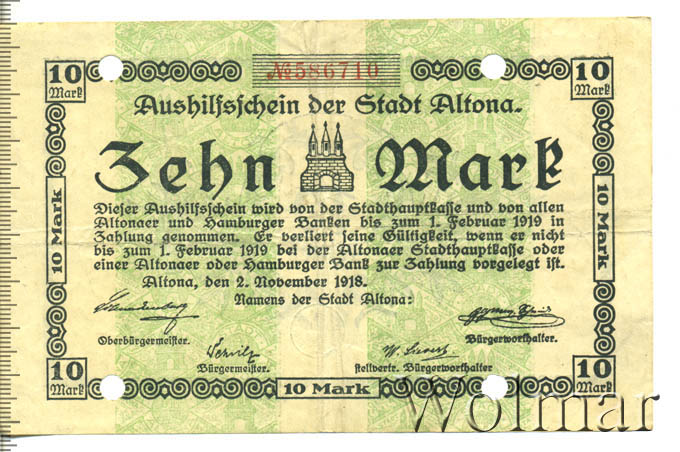 №586710
10 Mark
10 Mark
Aushilfsschein der Stadt Altona.
Zehn Mark
Dieser Aushilfsschein wird von der Stadthauptkasse und von allen
Altonaer und Hamburger Banken bis zum 1. Februar 1919 in
Zahlung genommen. Er verliert seine Gültigkeit, wenn er nicht
bis zum 1. Februar 1919 bei der Altonaer Stadthauptkasse oder
einer Altonaer oder Hamburger Bank zur Zahlung vorgelegt ist.
Altona, den 2. November 1918.
Namens der Stadt Altona:
Oberbürgermeister.
Bürgerworthalter.
Bürgermeister.
stellvertr. Bürgerworthalter
10 Mark
10 Mark
10 Mark
10 Mark
10 Mark
Wolmar